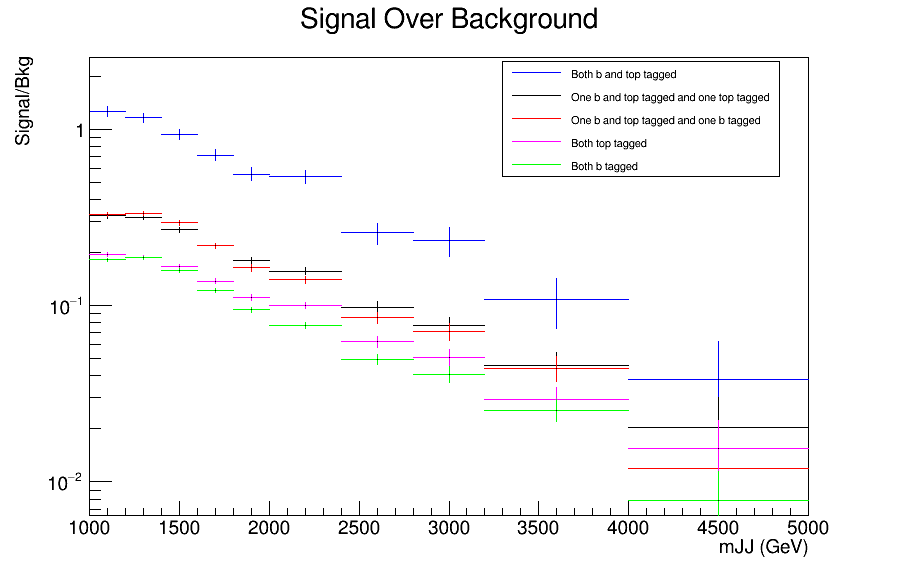 Signal Over Background
Signal/Bkg
Both b and top tagged
One b and top tagged and one top tagged
One b and top tagged and one b tagged
Both top tagged
Both b tagged
1
10⁻¹
10⁻²
1000 1500 2000 2500 3000 3500 4000 4500 5000
mJJ (GeV)